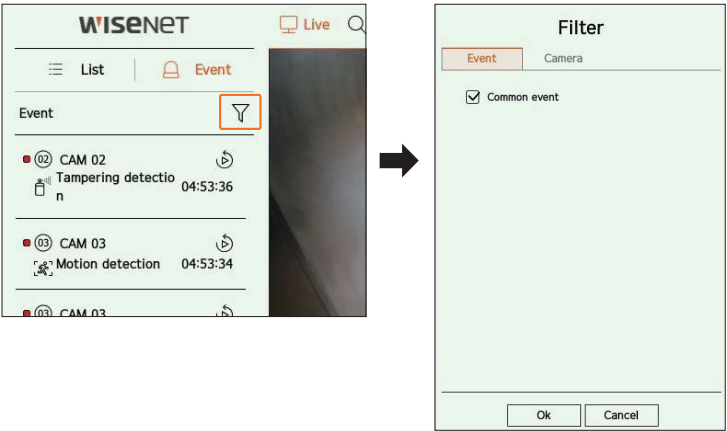 WISENET
Live
List
Event
Event
02 CAM 02
Tampering detectio
n
04:53:36
03 CAM 03
Motion detection 04:53:34
03 CAM 03
Filter
Event Camera
Common event
Ok Cancel